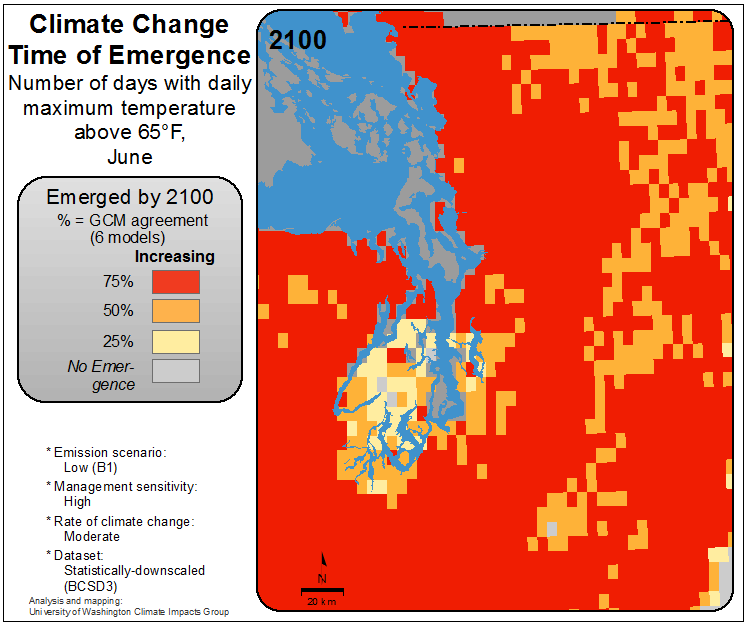 Climate Change
Time of Emergence
Number of days with daily
maximum temperature
above 65°F,
June
Emerged by 2100
% = GCM agreement
(6 models)
Increasing
75%
50%
25%
No Emer-
gence
* Emission scenario:
Low (B1)
* Management sensitivity:
High
* Rate of climate change:
Moderate
* Dataset:
Statistically-downscaled
(BCSD3)
Analysis and mapping:
University of Washington Climate Impacts Group
2100
N
20 km